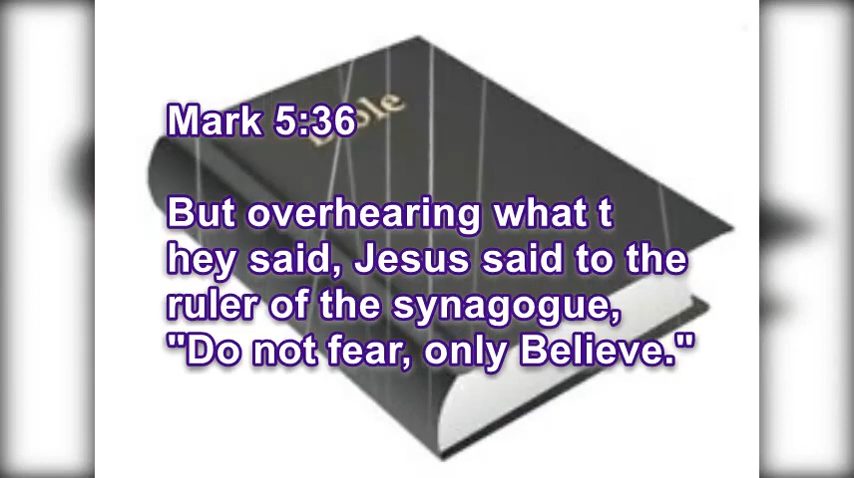 Bible
Mark 5:36
But overhearing what t
hey said, Jesus said to the
ruler of the synagogue,
"Do not fear, only Believe."